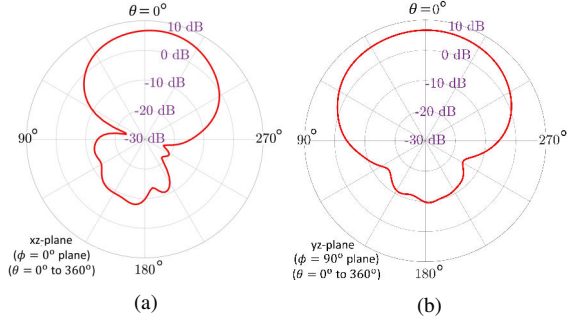 θ = 0°
10 dB
0 dB
-10 dB
-20 dB
-30 dB
90°
270°
180°
xz-plane
(ϕ = 0° plane)
(θ = 0° to 360°)
(a)
θ = 0°
10 dB
0 dB
-10 dB
-20 dB
-30 dB
90°
270°
180°
yz-plane
(ϕ = 90° plane)
(θ = 0° to 360°)
(b)